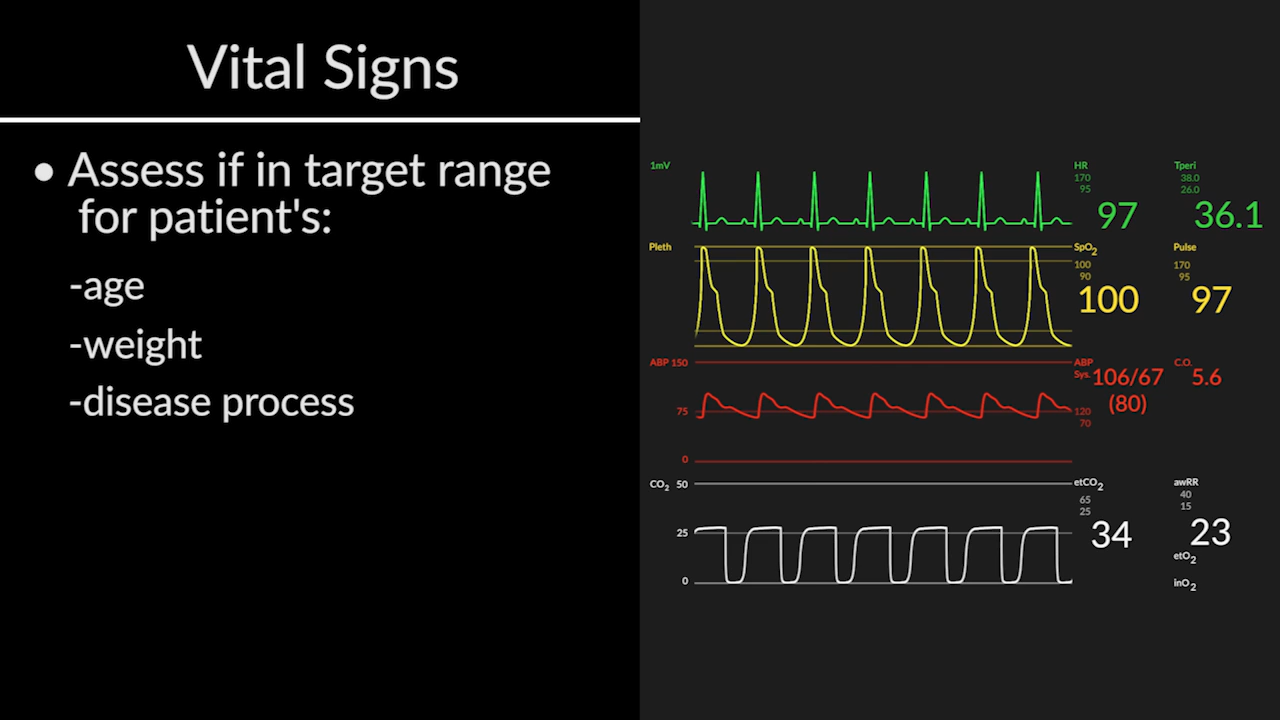 Vital Signs
• Assess if in target range
for patient's:
-age
-weight
-disease process
1mV
HR
170
95
97
Tperi
38.0
26.0
36.1
Pleth
SpO2
100
90
100
Pulse
170
95
97
ABP 150
75
0
ABP
Sys. 106/67
(80)
120
70
C.O.
5.6
CO2 50
25
0
etCO2
65
25
34
awRR
40
15
23
etO2
inO2